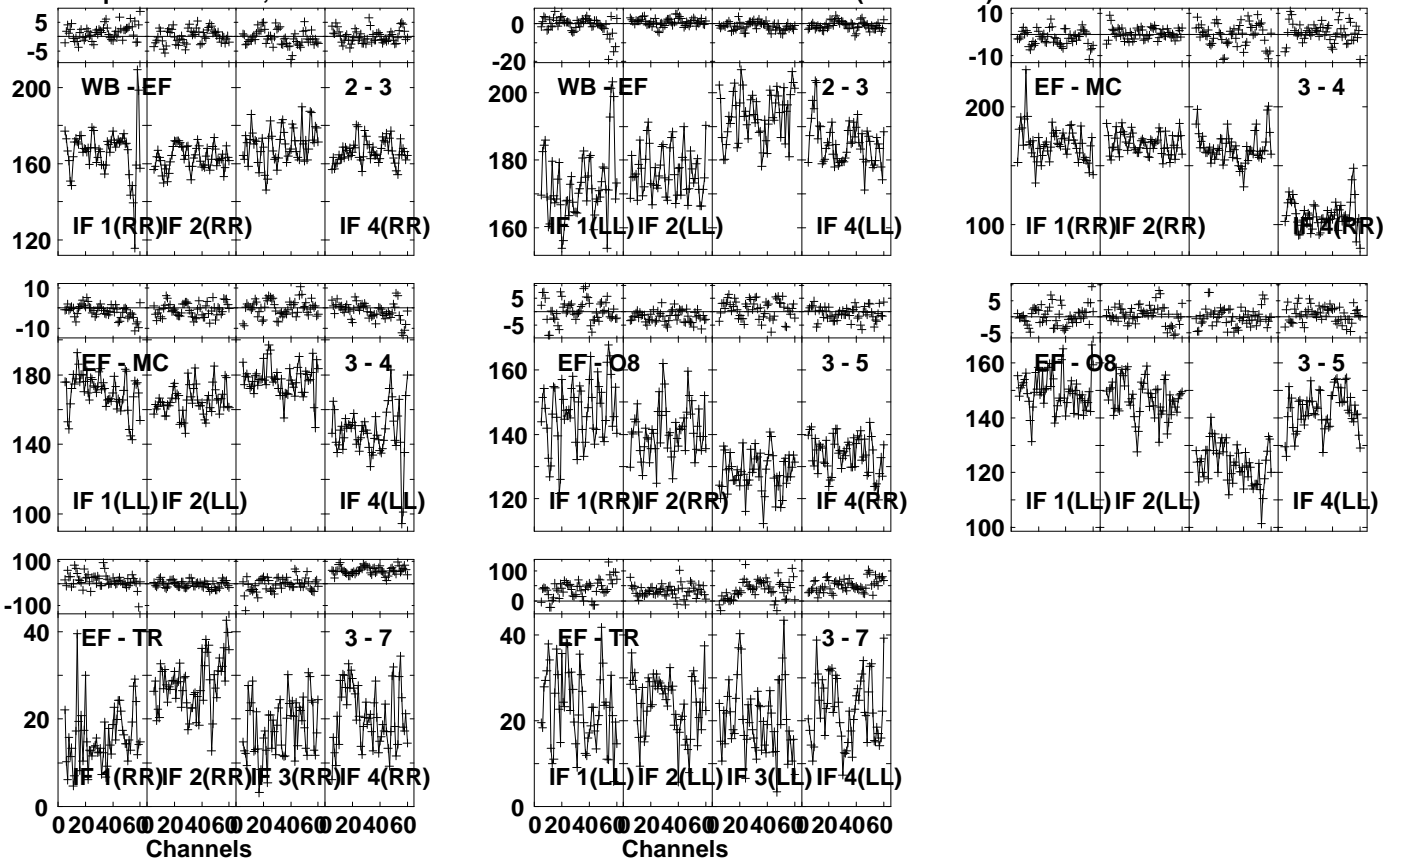 5
-5
WB - EF 2 - 3
200
160
120
IF 1(RR) IF 2(RR) IF 4(RR)
0
-20
WB - EF 2 - 3
200
180
160
IF 1(LL) IF 2(LL) IF 4(LL)
10
-10
EF - MC 3 - 4
200
100
IF 1(RR) IF 2(RR) IF 4(RR)
10
-10
EF - MC 3 - 4
180
140
100
IF 1(LL) IF 2(LL) IF 4(LL)
5
-5
EF - O8 3 - 5
160
140
120
IF 1(RR) IF 2(RR) IF 4(RR)
5
-5
EF - O8 3 - 5
160
140
120
100
IF 1(LL) IF 2(LL) IF 4(LL)
100
-100
EF - TR 3 - 7
40
20
0
IF 1(RR) IF 2(RR) IF 3(RR) IF 4(RR)
0 20 40 60 0 20 40 60 0 20 40 60 0 20 40 60
Channels
100
0
EF - TR 3 - 7
40
20
0
IF 1(LL) IF 2(LL) IF 3(LL) IF 4(LL)
0 20 40 60 0 20 40 60 0 20 40 60 0 20 40 60
Channels